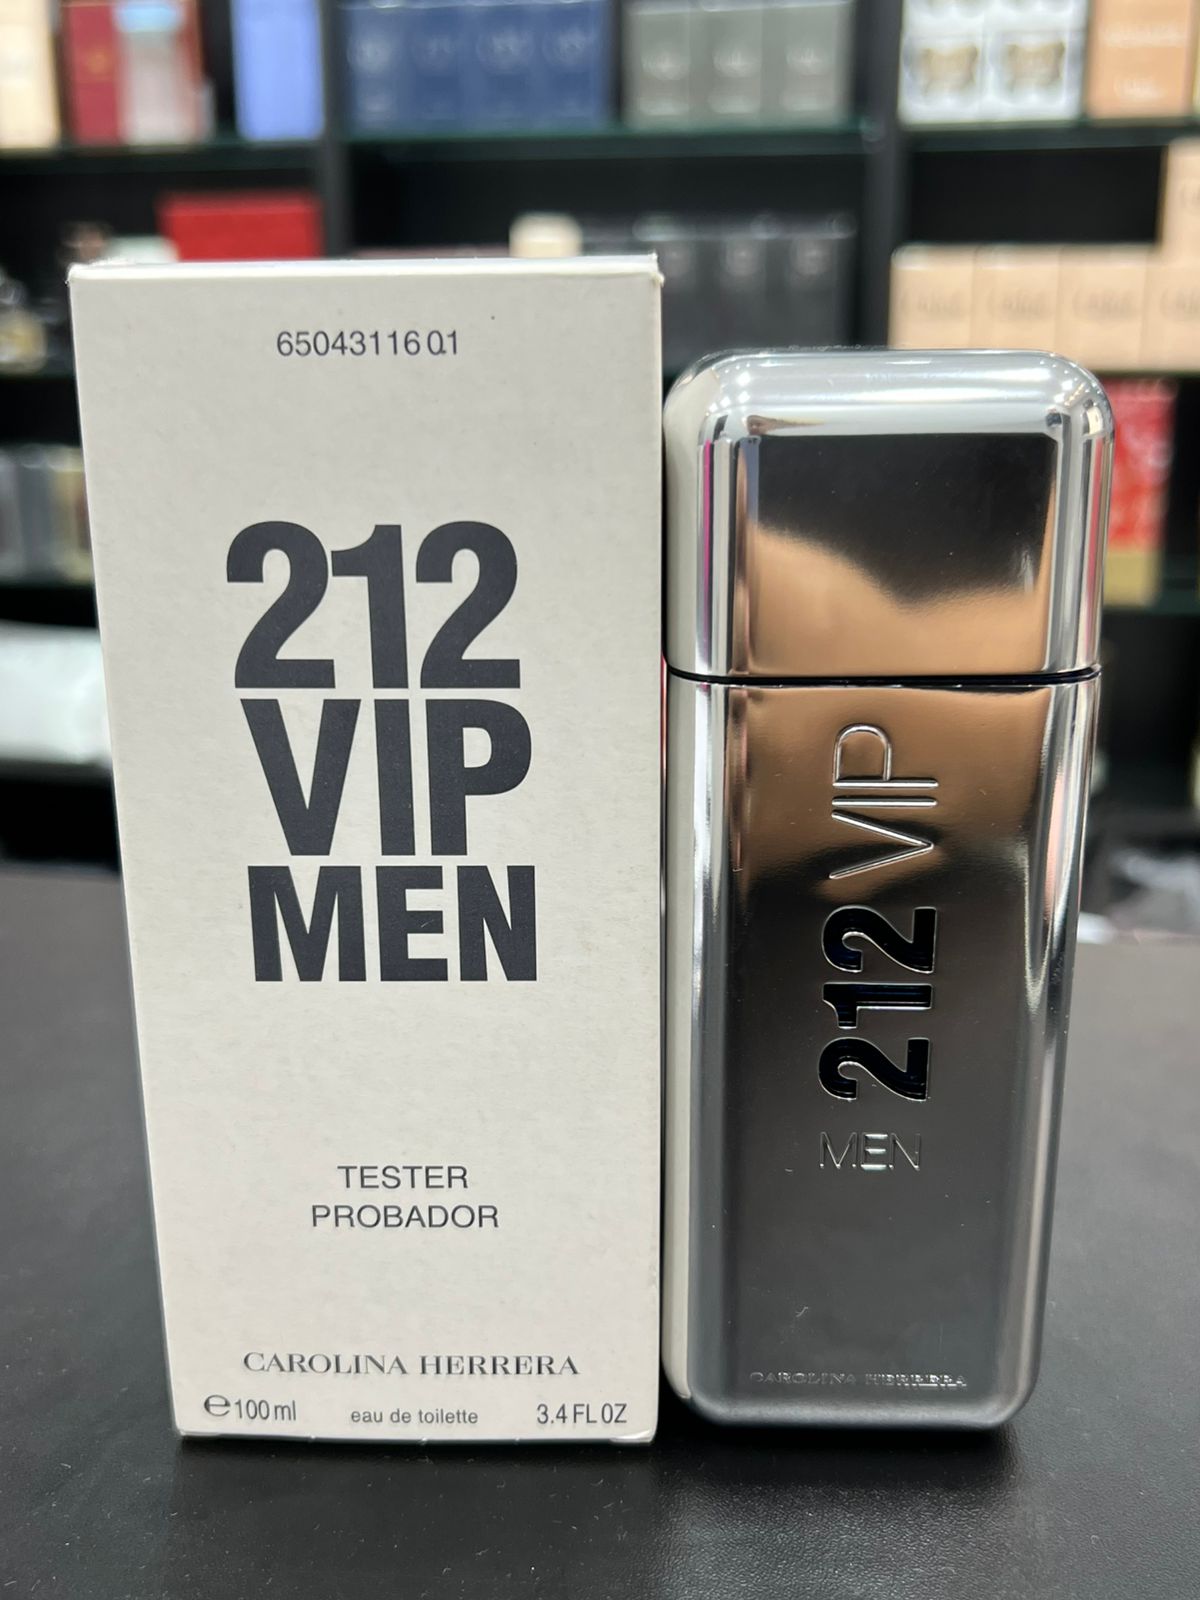 6504311601
212
VIP
MEN
TESTER
PROBADOR
CAROLINA HERRERA
e100ml eau de toilette 3.4 FL OZ
MEN 212 VIP
CAROLINA HERRERA